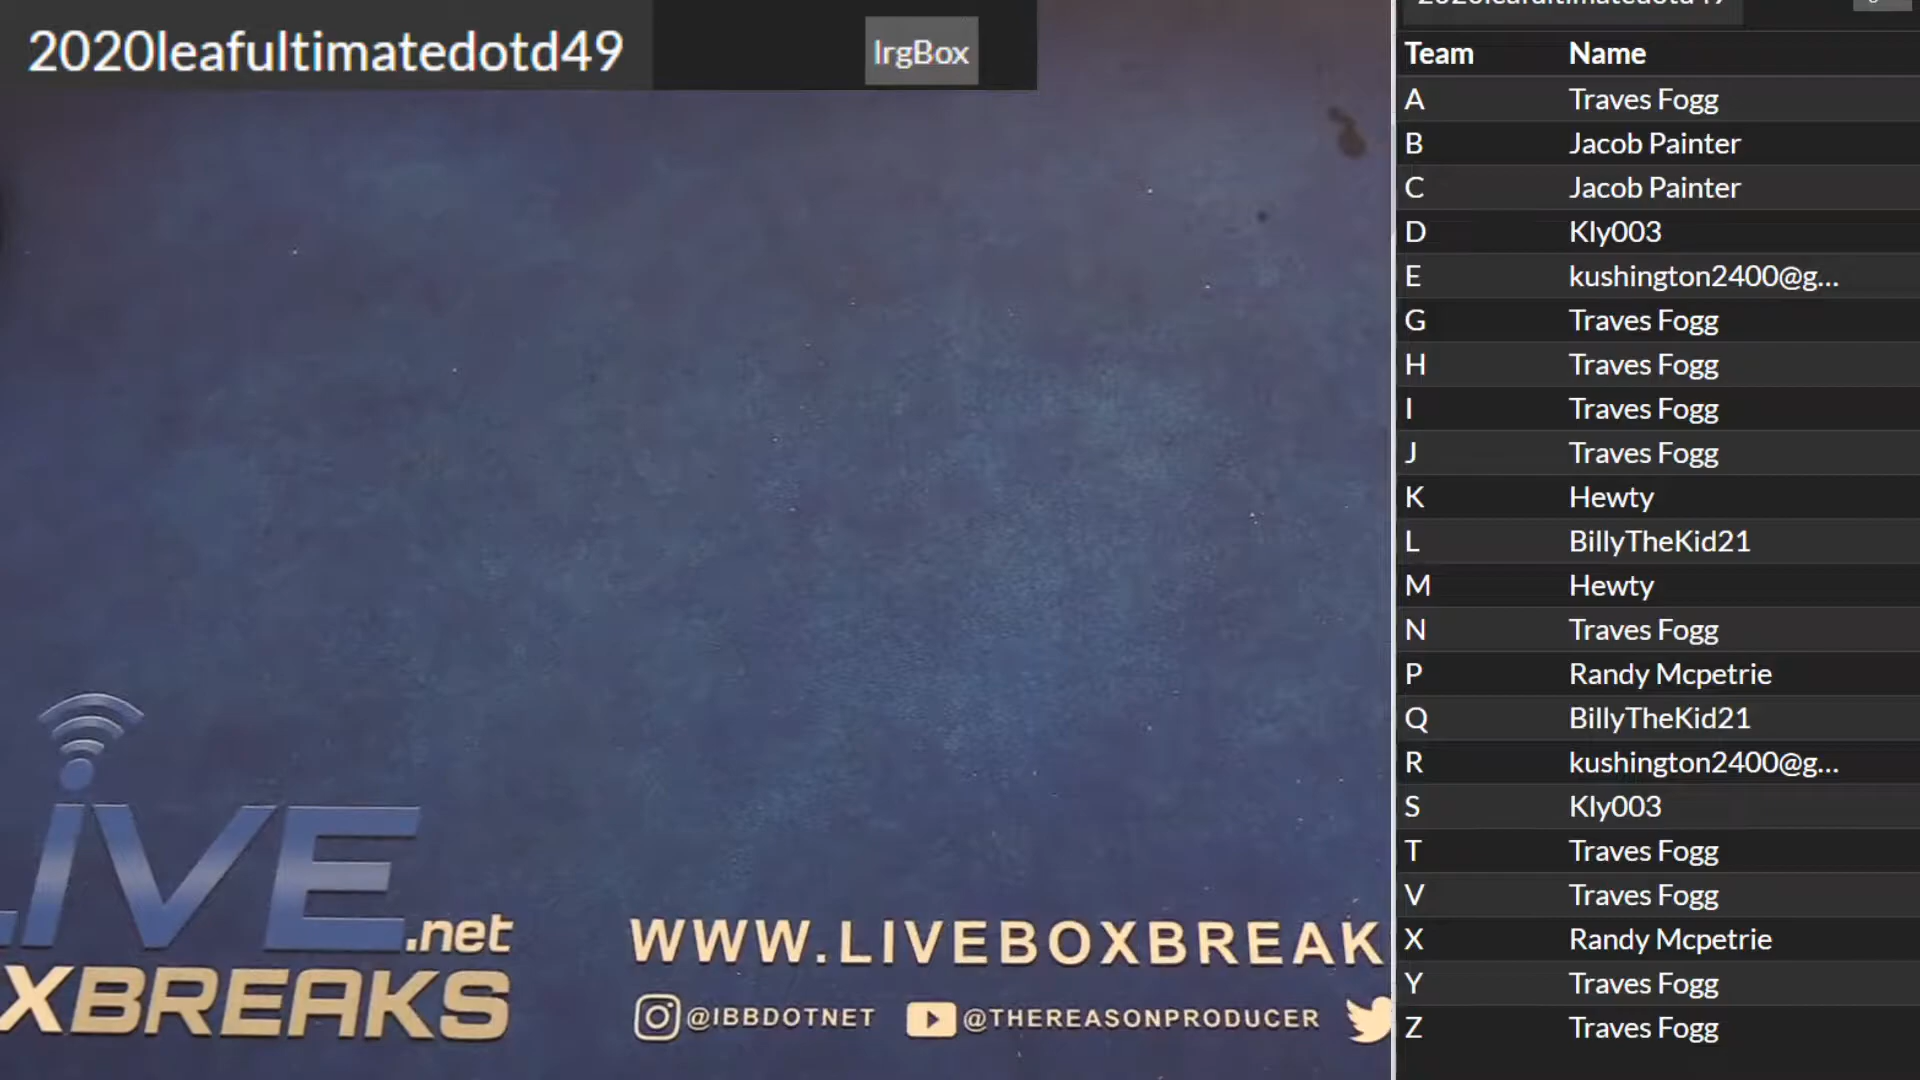 2020leafultimatedotd49
lrgBox
Team Name
A Traves Fogg
B Jacob Painter
C Jacob Painter
D Kly003
E kushington2400@g...
G Traves Fogg
H Traves Fogg
I Traves Fogg
J Traves Fogg
K Hewty
L BillyTheKid21
M Hewty
N Traves Fogg
P Randy Mcpetrie
Q BillyTheKid21
R kushington2400@g...
S Kly003
T Traves Fogg
V Traves Fogg
X Randy Mcpetrie
Y Traves Fogg
Z Traves Fogg
LIVE
.net
XBREAKS
WWW.LIVEBOXBREAK
@IBBDOTNET @THEREASONPRODUCER